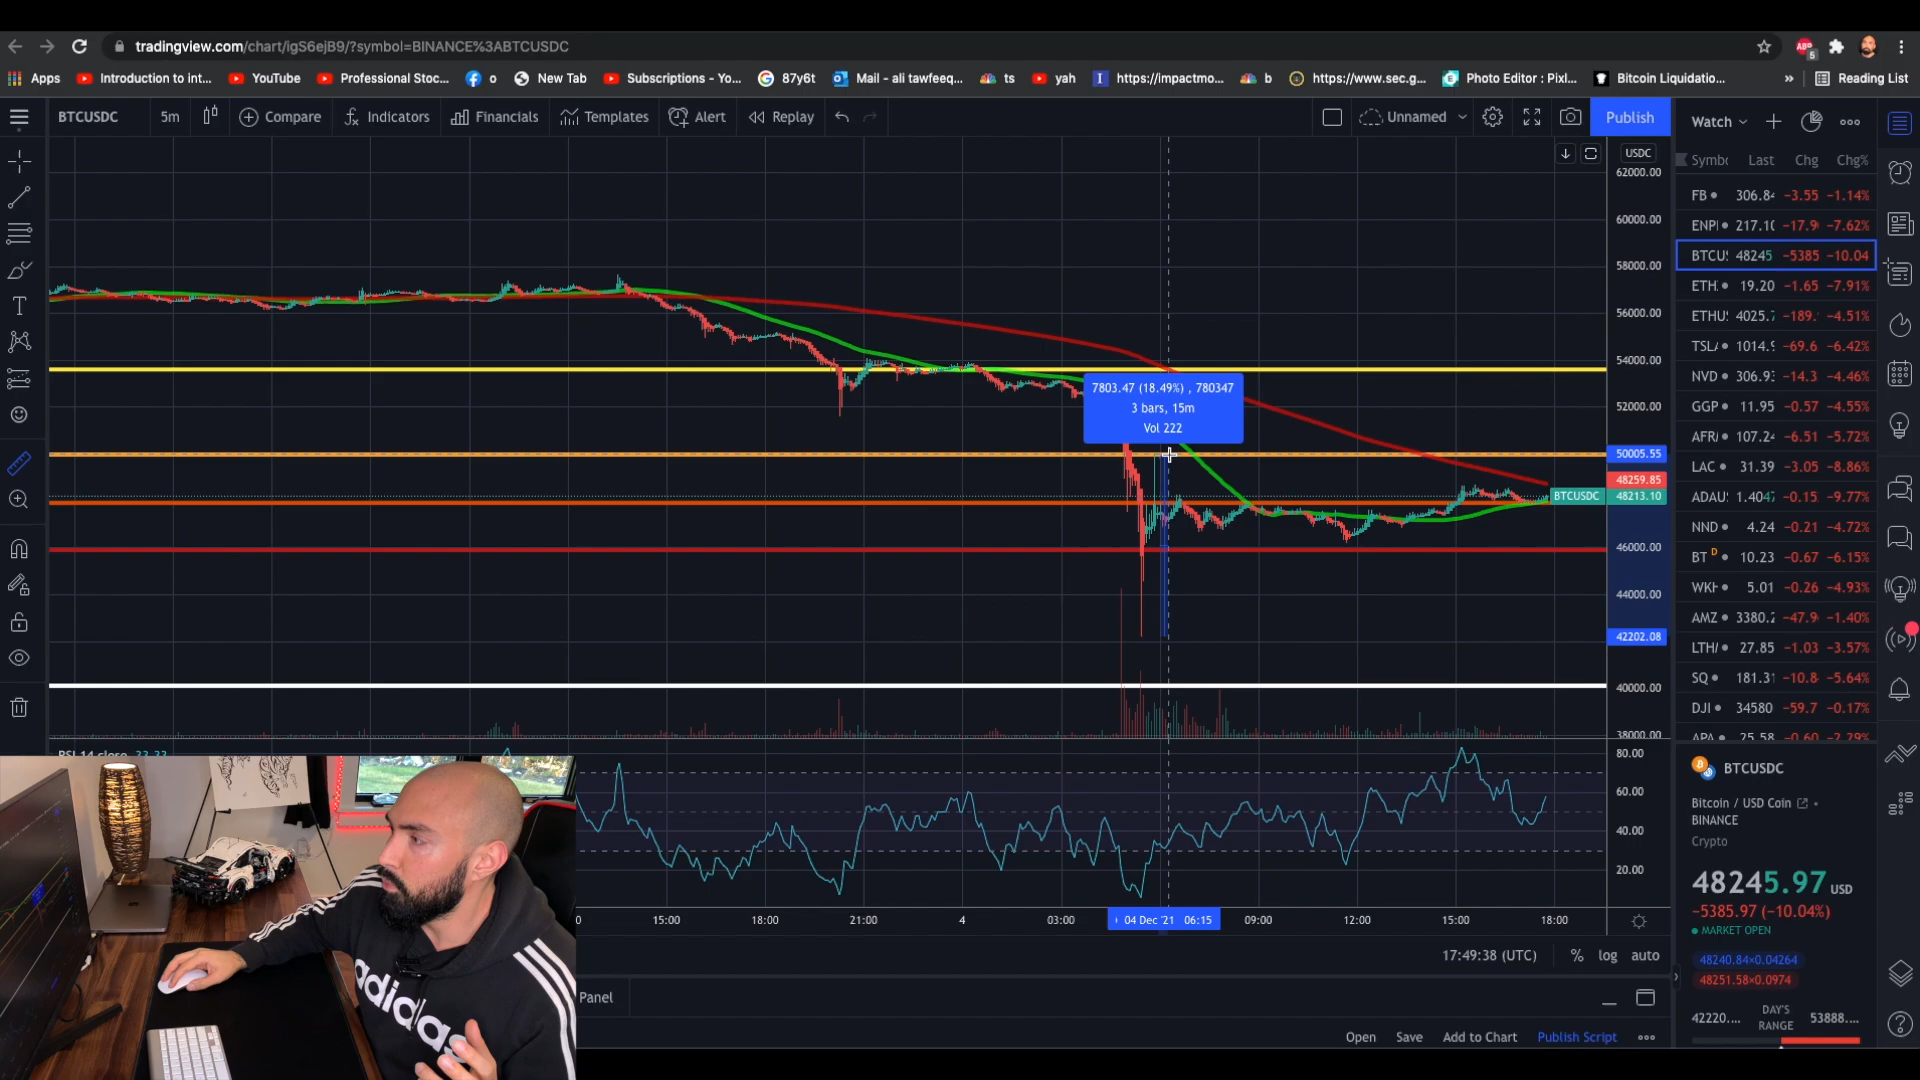 tradingview.com/chart/igS6ejB9/?symbol=BINANCE%3ABTCUSDC
Apps Introduction to int... YouTube Professional Stoc... o New Tab Subscriptions - Yo... 87y6t Mail - ali tawfeeq... ts yah https://impactmo... b https://www.sec.g... Photo Editor : Pixl... Bitcoin Liquidatio... » Reading List
BTCUSDC 5m Compare Indicators Financials Templates Alert Replay Unnamed Publish
Watch
Symbo Last Chg Chg%
FB 306.84 −3.55 −1.14%
ENPI 217.10 −17.9 −7.62%
BTCUS 48245 −5385 −10.04
ETH 19.20 −1.65 −7.91%
ETHUS 4025.7 −189. −4.51%
TSLA 1014.9 −69.6 −6.42%
NVD 306.93 −14.3 −4.46%
GGP 11.95 −0.57 −4.55%
AFR 107.24 −6.51 −5.72%
LAC 31.39 −3.05 −8.86%
ADAUS 1.4047 −0.15 −9.77%
NND 4.24 −0.21 −4.72%
BT D 10.23 −0.67 −6.15%
WKH 5.01 −0.26 −4.93%
AMZ 3380.2 −47.9 −1.40%
LTH 27.85 −1.03 −3.57%
SQ 181.31 −10.8 −5.64%
DJI 34580 −59.7 −0.17%
APA 25.58 −0.60 −2.29%
USDC
62000.00
60000.00
58000.00
56000.00
54000.00
52000.00
50005.55
48259.85
BTCUSDC 48213.10
46000.00
44000.00
42202.08
40000.00
38000.00
7803.47 (18.49%) , 780347
3 bars, 15m
Vol 222
RSI 14 close
80.00
60.00
40.00
20.00
0 15:00 18:00 21:00 4 03:00 04 Dec '21 06:15 09:00 12:00 15:00 18:00
17:49:38 (UTC) % log auto
Panel
Open Save Add to Chart Publish Script
BTCUSDC
Bitcoin / USD Coin
BINANCE
Crypto
48245.97 USD
−5385.97 (−10.04%)
MARKET OPEN
48240.84×0.04264
48251.58×0.0974
42220.... DAY'S RANGE 53888....
adidas